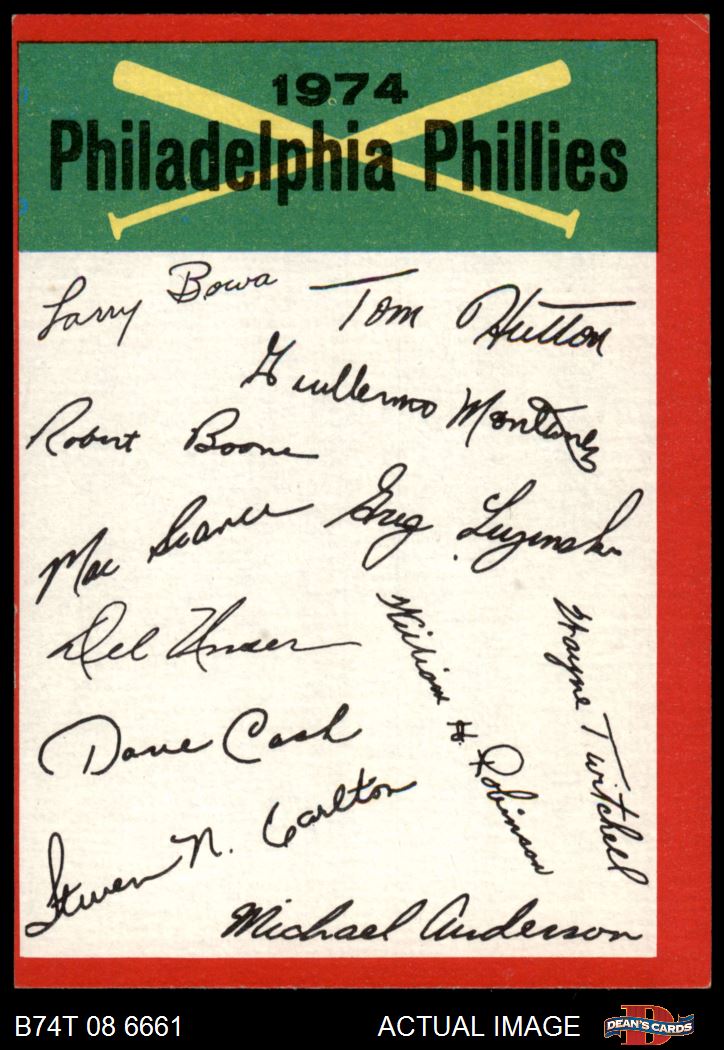 1974
Philadelphia Phillies
Larry Bowa
Tom Hutton
Guillermo Montanez
Robert Boone
Mac Scarce
Greg Luzinski
Del Unser
William H. Robinson
Wayne Twitchell
Dave Cash
Steven N. Carlton
Michael Anderson
B74T 08 6661
ACTUAL IMAGE
DEAN'S CARDS